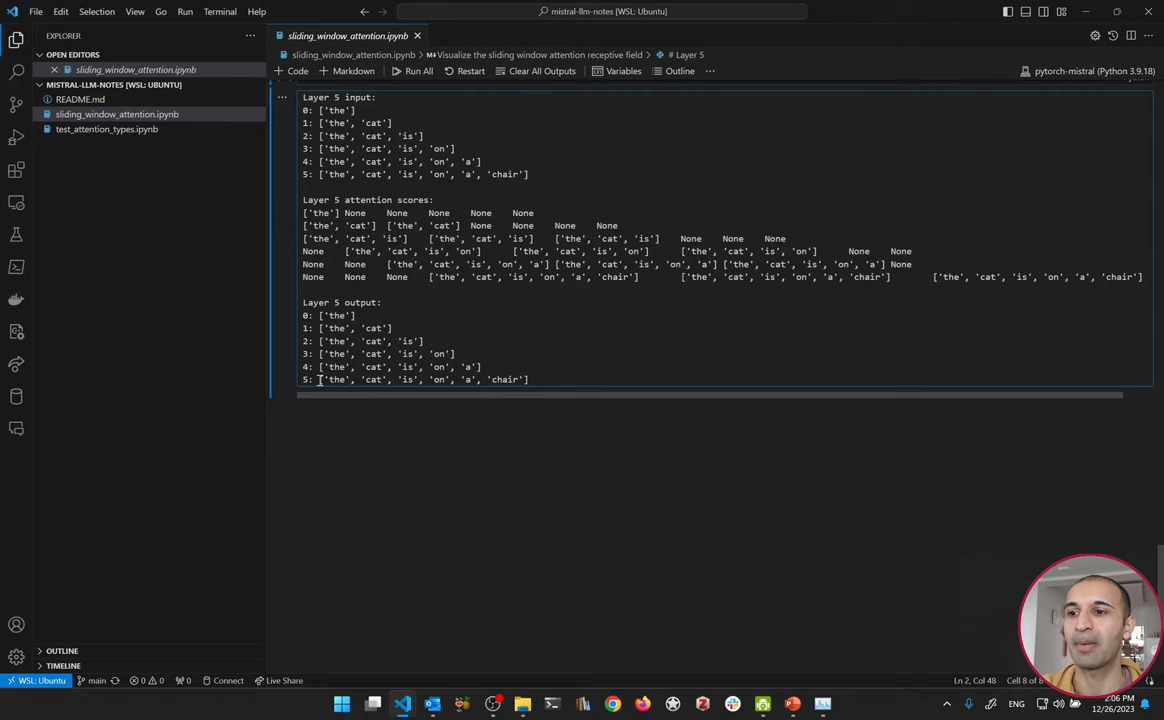 File Edit Selection View Go Run Terminal Help
mistral-llm-notes [WSL: Ubuntu]
EXPLORER
sliding_window_attention.ipynb
OPEN EDITORS
sliding_window_attention.ipynb > Visualize the sliding window attention receptive field > # Layer 5
sliding_window_attention.ipynb
+ Code + Markdown Run All Restart Clear All Outputs Variables Outline
pytorch-mistral (Python 3.9.18)
MISTRAL-LLM-NOTES [WSL: UBUNTU]
README.md
sliding_window_attention.ipynb
test_attention_types.ipynb
Layer 5 input:
0: ['the']
1: ['the', 'cat']
2: ['the', 'cat', 'is']
3: ['the', 'cat', 'is', 'on']
4: ['the', 'cat', 'is', 'on', 'a']
5: ['the', 'cat', 'is', 'on', 'a', 'chair']
Layer 5 attention scores:
['the'] None None None None None
['the', 'cat'] ['the', 'cat'] None None None None
['the', 'cat', 'is'] ['the', 'cat', 'is'] ['the', 'cat', 'is'] None None None
None ['the', 'cat', 'is', 'on'] ['the', 'cat', 'is', 'on'] ['the', 'cat', 'is', 'on'] None None
None None ['the', 'cat', 'is', 'on', 'a'] ['the', 'cat', 'is', 'on', 'a'] ['the', 'cat', 'is', 'on', 'a'] None
None None None ['the', 'cat', 'is', 'on', 'a', 'chair'] ['the', 'cat', 'is', 'on', 'a', 'chair'] ['the', 'cat', 'is', 'on', 'a', 'chair']
Layer 5 output:
0: ['the']
1: ['the', 'cat']
2: ['the', 'cat', 'is']
3: ['the', 'cat', 'is', 'on']
4: ['the', 'cat', 'is', 'on', 'a']
5: ['the', 'cat', 'is', 'on', 'a', 'chair']
OUTLINE
TIMELINE
WSL: Ubuntu main 0 0 0 Connect Live Share
Ln 2, Col 48 Cell 8 of 8
ENG
2:06 PM
12/26/2023